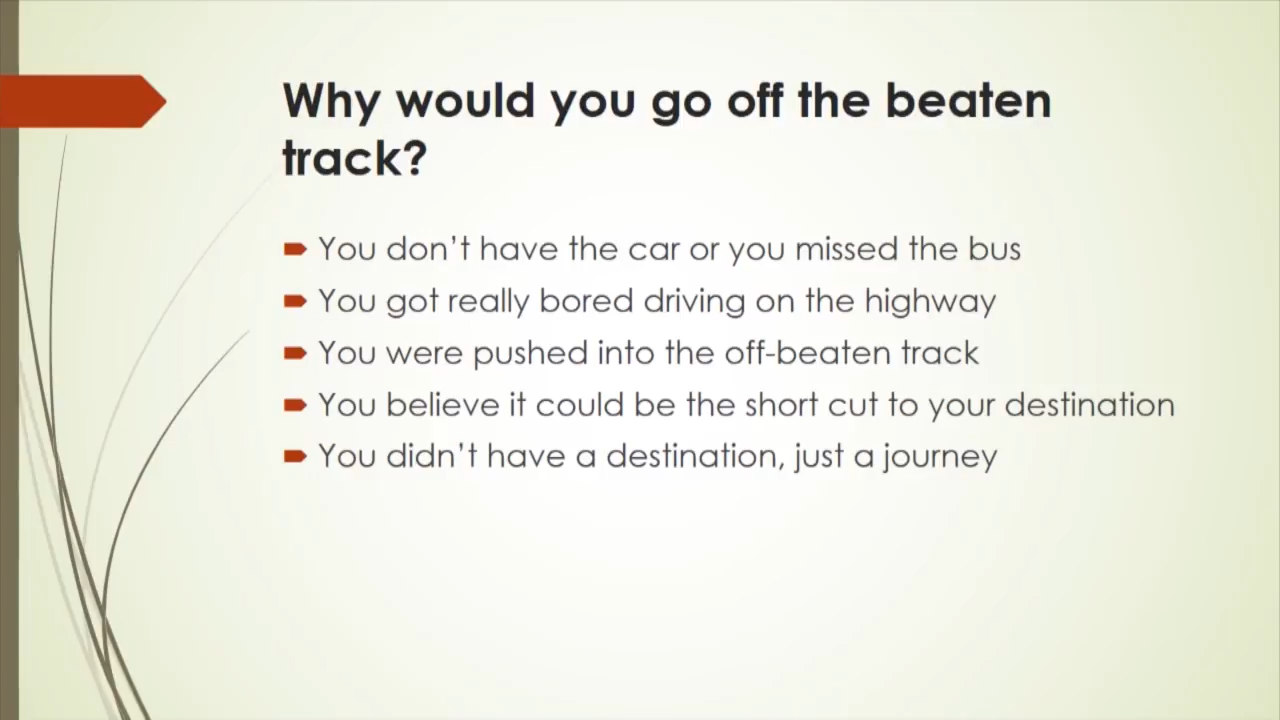 Why would you go off the beaten
track?
You don’t have the car or you missed the bus
You got really bored driving on the highway
You were pushed into the off-beaten track
You believe it could be the short cut to your destination
You didn’t have a destination, just a journey